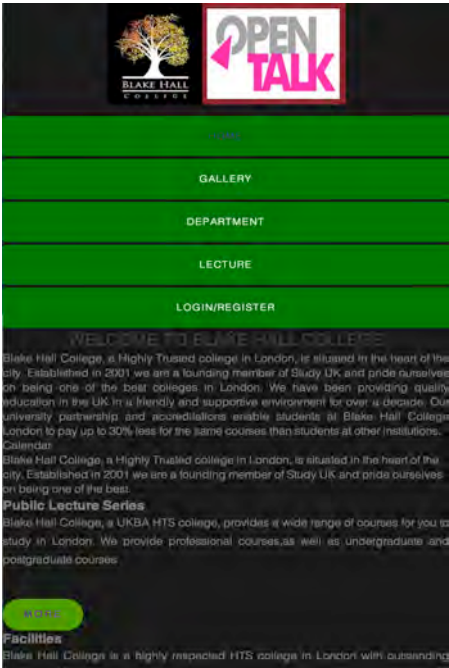 BLAKE HALL
COLLEGE
OPEN
TALK
GALLERY
DEPARTMENT
LECTURE
LOGIN/REGISTER
WELCOME TO BLAKE HALL COLLEGE
Blake Hall College, a Highly Trusted college in London, is situated in the heart of the
city. Established in 2001 we are a founding member of Study UK and pride ourselves
on being one of the best colleges in London. We have been providing quality
education in the UK in a friendly and supportive environment for over a decade. Our
university partnership and accreditations enable students at Blake Hall College
London to pay up to 30% less for the same courses than students at other institutions.
Calendar
Blake Hall College, a Highly Trusted college in London, is situated in the heart of the
city. Established in 2001 we are a founding member of Study UK and pride ourselves
on being one of the best
Public Lecture Series
Blake Hall College, a UKBA HTS college, provides a wide range of courses for you to
study in London. We provide professional courses,as well as undergraduate and
postgraduate courses
MORE
Facilities
Blake Hall College is a highly respected HTS college in London with outstanding